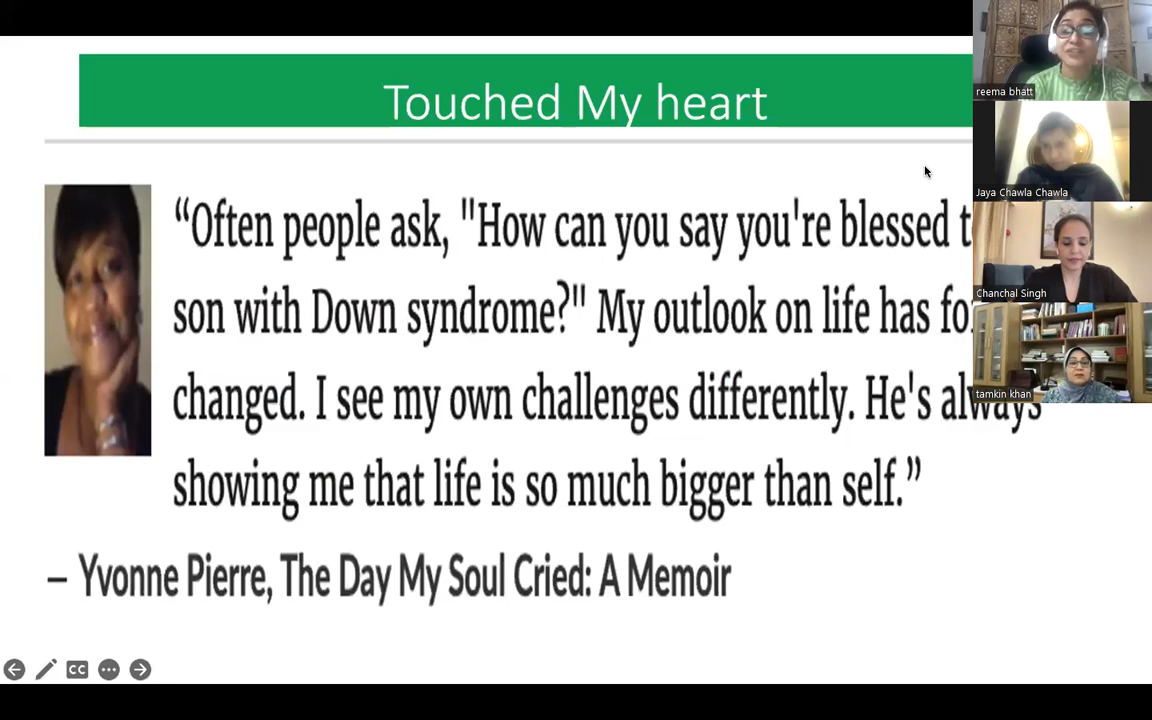 Touched My heart
“Often people ask, "How can you say you're blessed
son with Down syndrome?" My outlook on life has
changed. I see my own challenges differently. He's always
showing me that life is so much bigger than self.”
– Yvonne Pierre, The Day My Soul Cried: A Memoir
reema bhatt
Jaya Chawla Chawla
Chanchal Singh
tamkin khan
CC